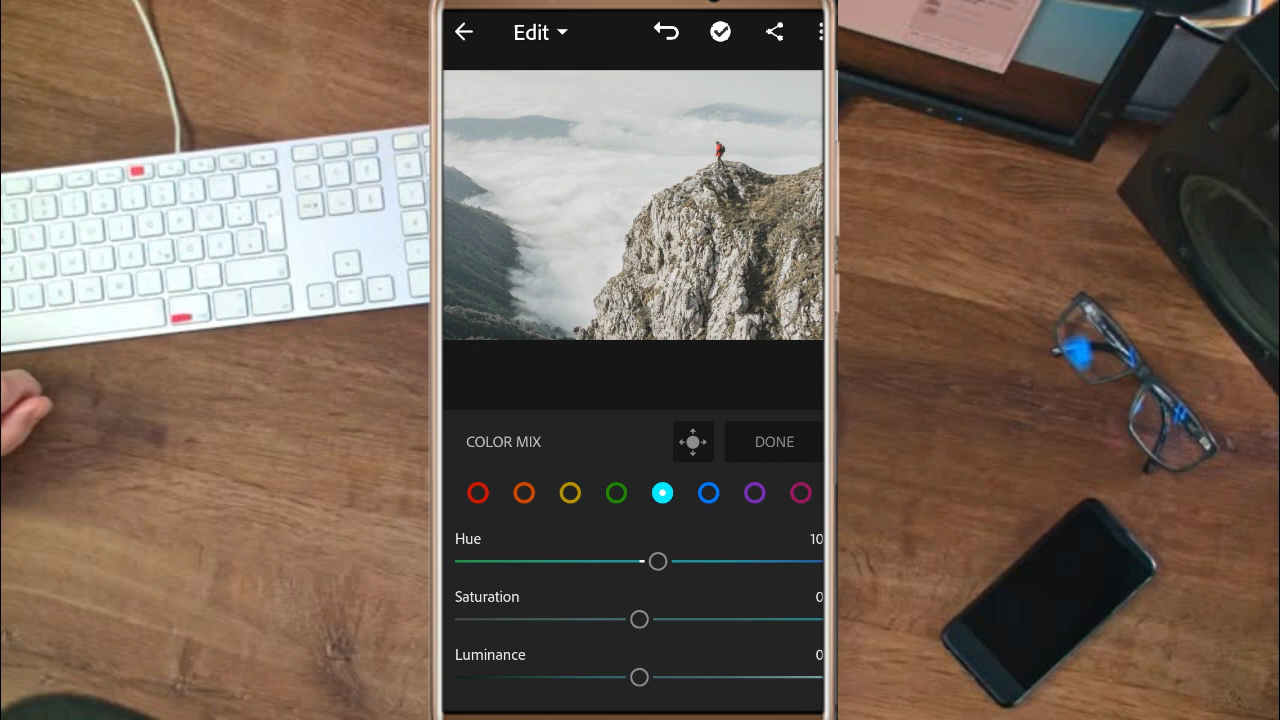 Edit
COLOR MIX
DONE
Hue 10
Saturation 0
Luminance 0